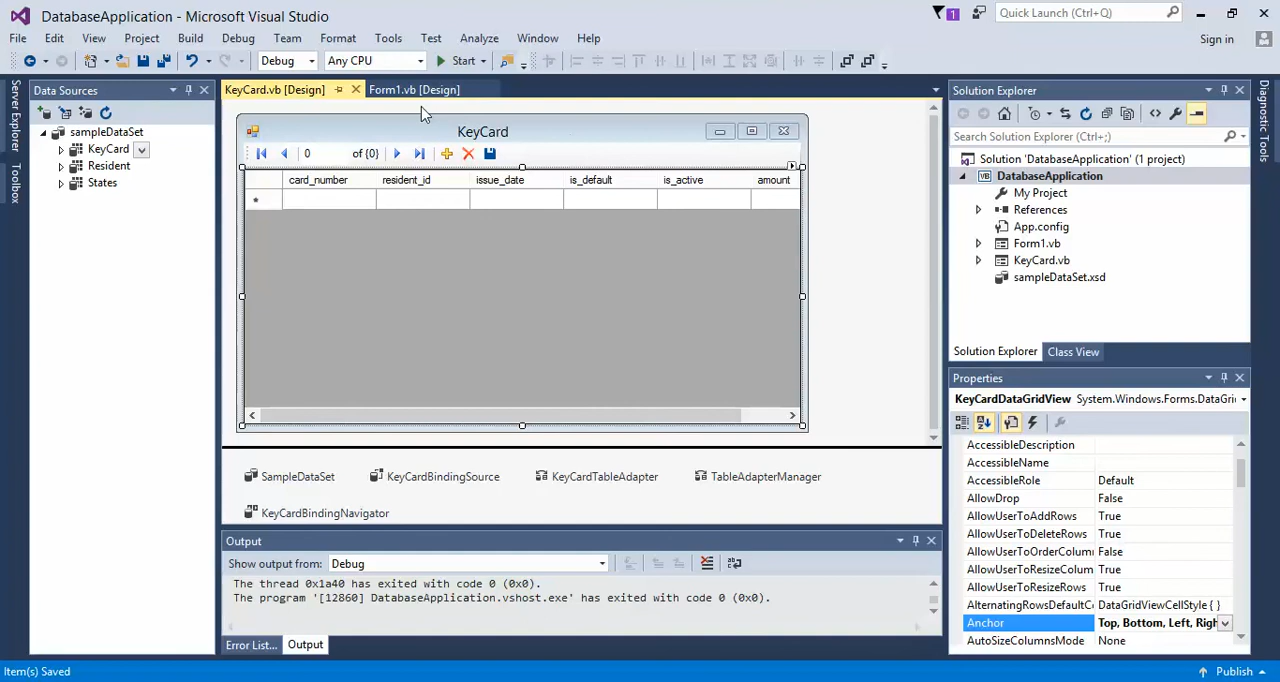 DatabaseApplication - Microsoft Visual Studio
1
Quick Launch (Ctrl+Q)
File Edit View Project Build Debug Team Format Tools Test Analyze Window Help
Sign in
Debug Any CPU Start
Server Explorer
Toolbox
Data Sources
sampleDataSet
KeyCard
Resident
States
KeyCard.vb [Design]
Form1.vb [Design]
KeyCard
0 of {0}
card_number resident_id issue_date is_default is_active amount
SampleDataSet KeyCardBindingSource KeyCardTableAdapter TableAdapterManager
KeyCardBindingNavigator
Output
Show output from: Debug
The thread 0x1a40 has exited with code 0 (0x0).
The program '[12860] DatabaseApplication.vshost.exe' has exited with code 0 (0x0).
Error List... Output
Solution Explorer
Search Solution Explorer (Ctrl+;)
Solution 'DatabaseApplication' (1 project)
DatabaseApplication
My Project
References
App.config
Form1.vb
KeyCard.vb
sampleDataSet.xsd
Solution Explorer Class View
Properties
KeyCardDataGridView System.Windows.Forms.DataGri
AccessibleDescription
AccessibleName
AccessibleRole Default
AllowDrop False
AllowUserToAddRows True
AllowUserToDeleteRows True
AllowUserToOrderColumn False
AllowUserToResizeColum True
AllowUserToResizeRows True
AlternatingRowsDefaultC DataGridViewCellStyle { }
Anchor Top, Bottom, Left, Righ
AutoSizeColumnsMode None
Diagnostic Tools
Item(s) Saved
Publish